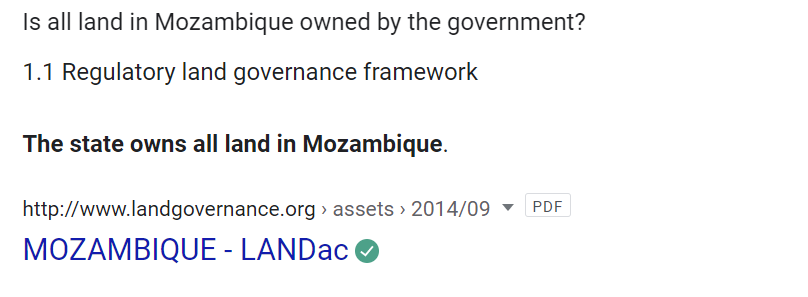 Is all land in Mozambique owned by the government?
1.1 Regulatory land governance framework
The state owns all land in Mozambique.
http://www.landgovernance.org › assets › 2014/09 PDF
MOZAMBIQUE - LANDac